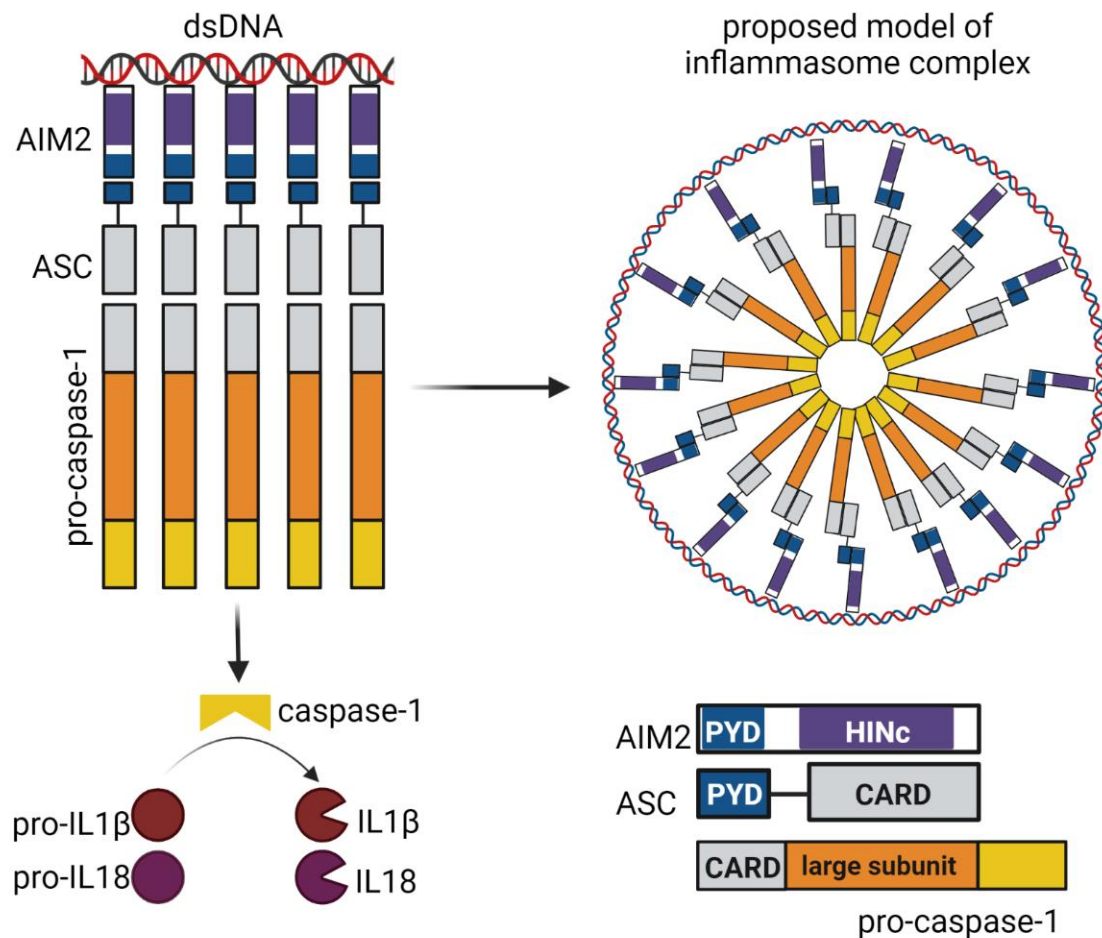 dsDNA
AIM2
ASC
pro-caspase-1
proposed model of
inflammasome complex
caspase-1
pro-IL1β
IL1β
pro-IL18
IL18
AIM2
PYD HINc
ASC
PYD CARD
CARD large subunit
pro-caspase-1